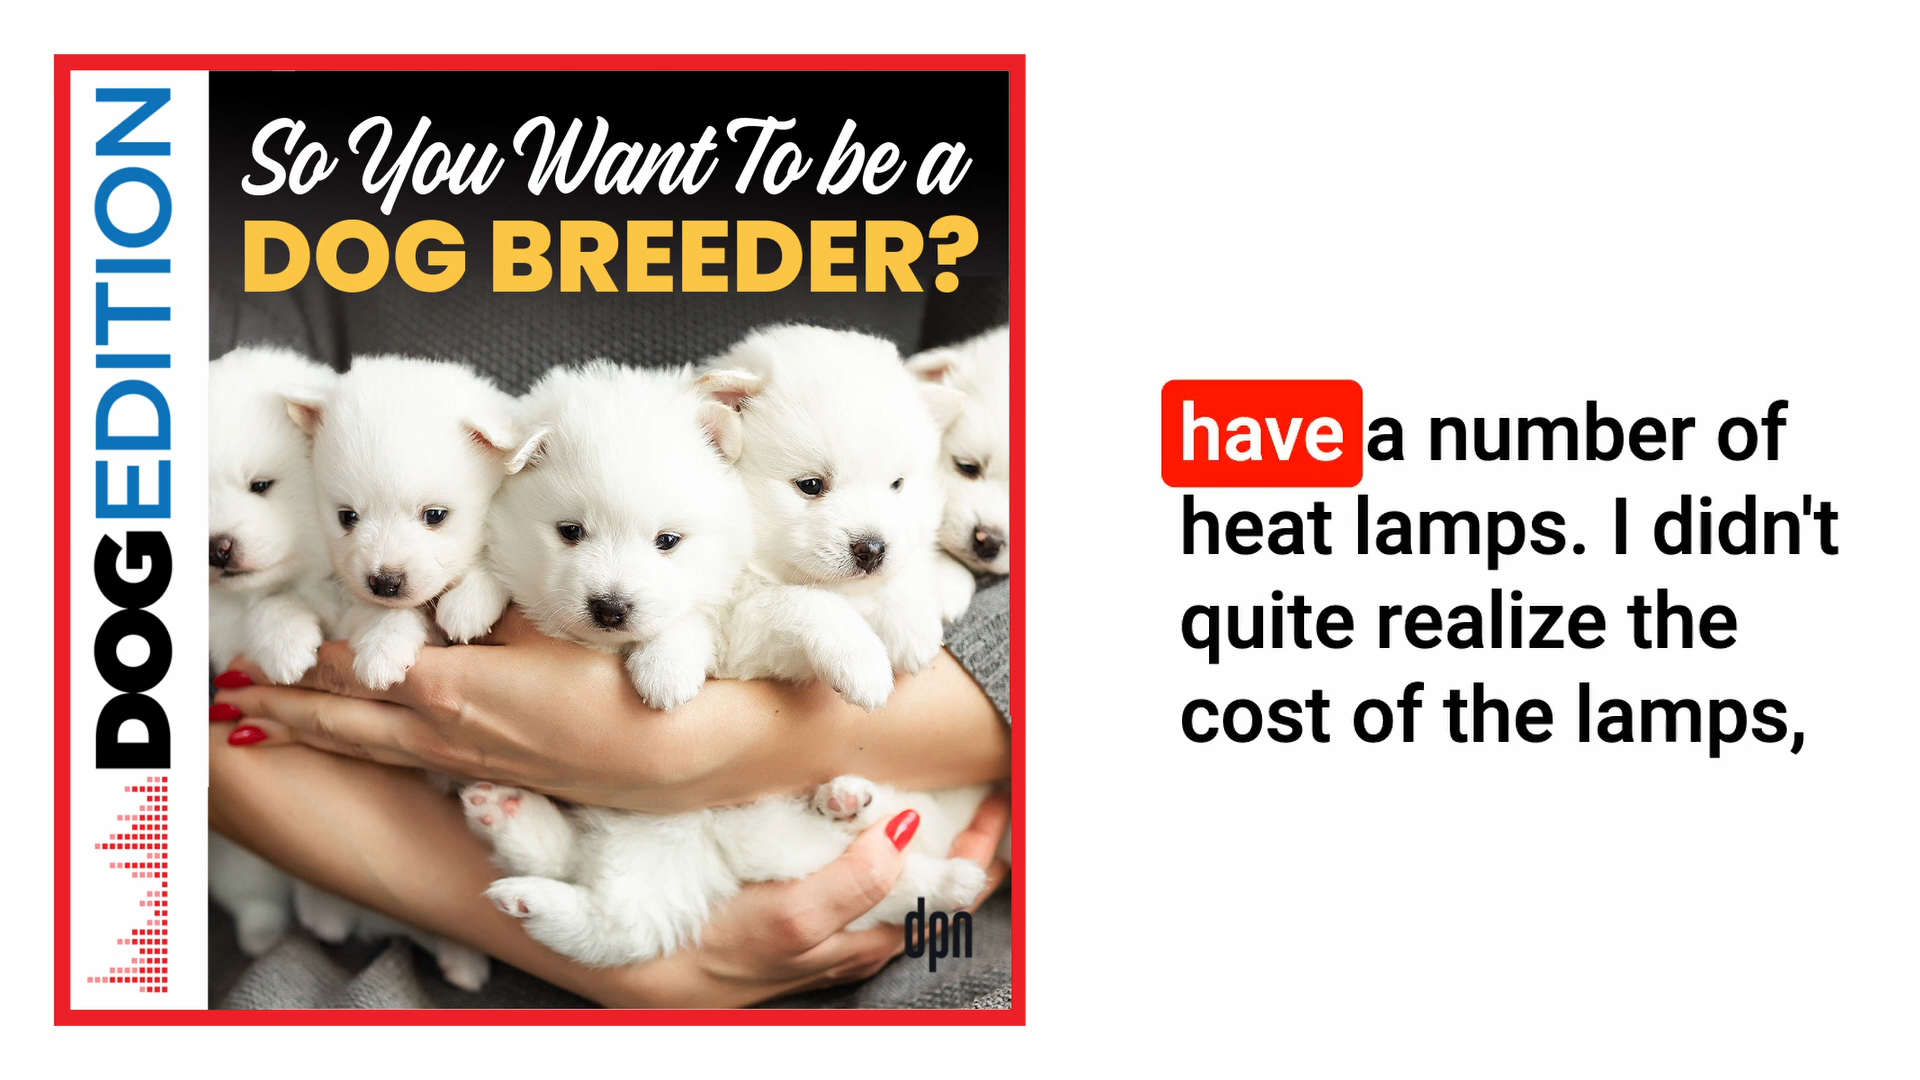 DOGEDITION
So You Want To be a
DOG BREEDER?
dpn
have a number of
heat lamps. I didn't
quite realize the
cost of the lamps,